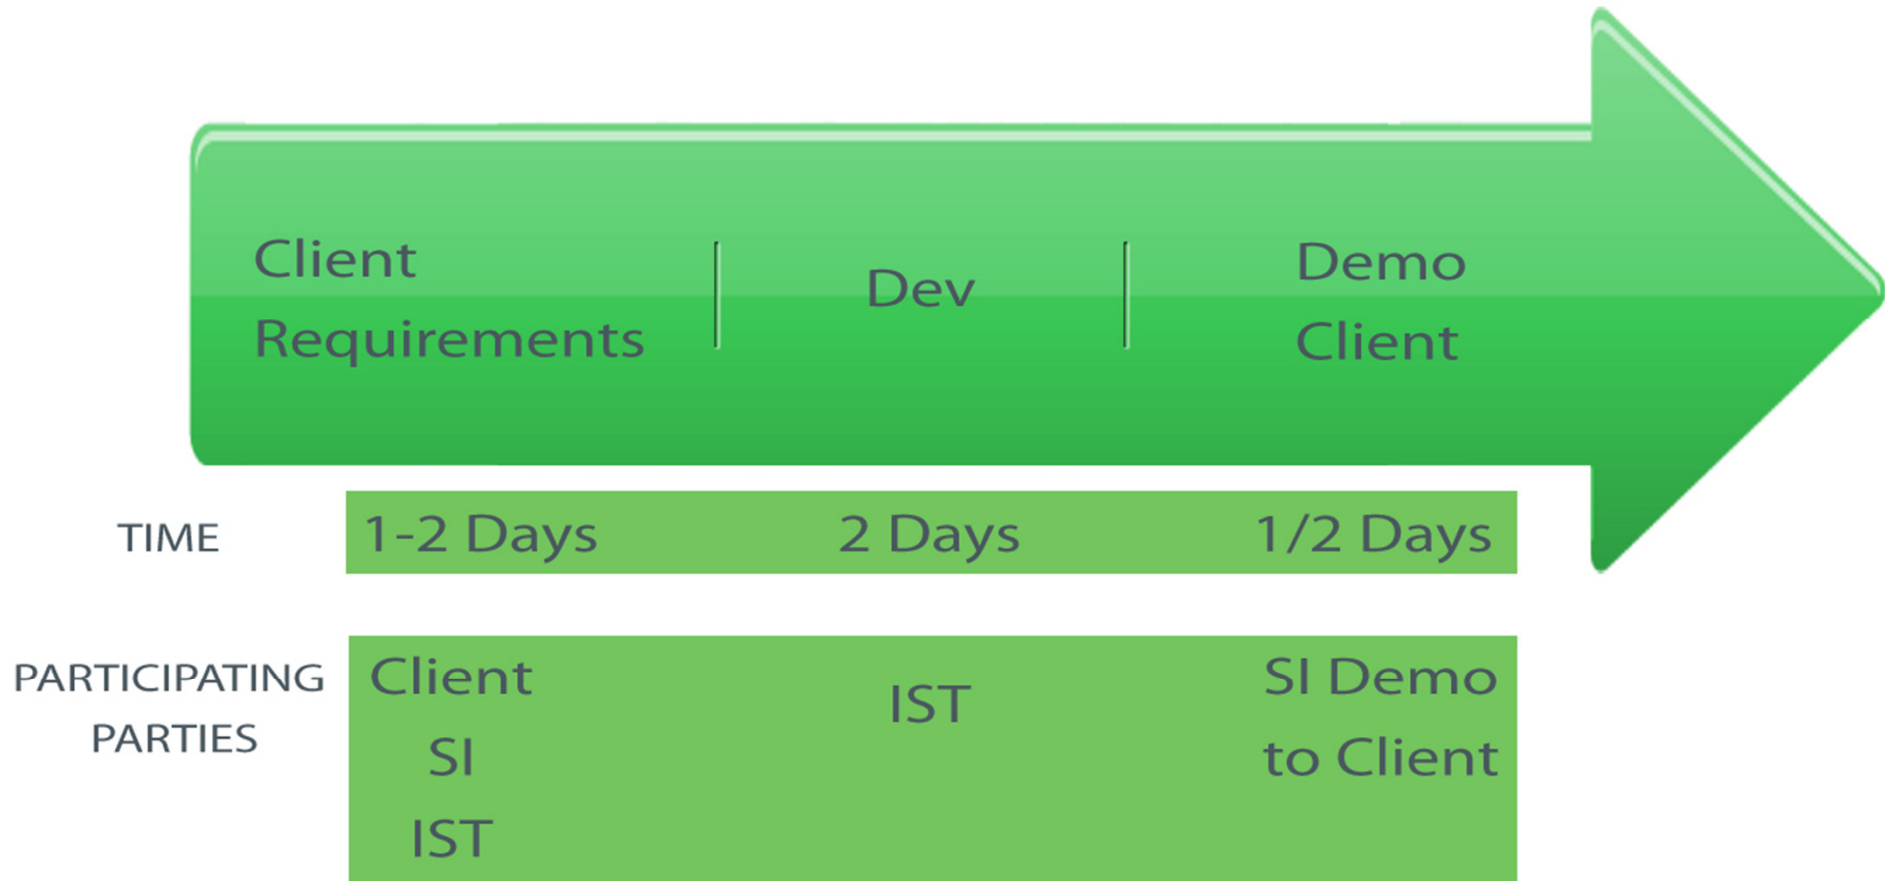 Client
Requirements
Dev
Demo
Client
TIME
1-2 Days
2 Days
1/2 Days
PARTICIPATING
PARTIES
Client
SI
IST
IST
SI Demo
to Client